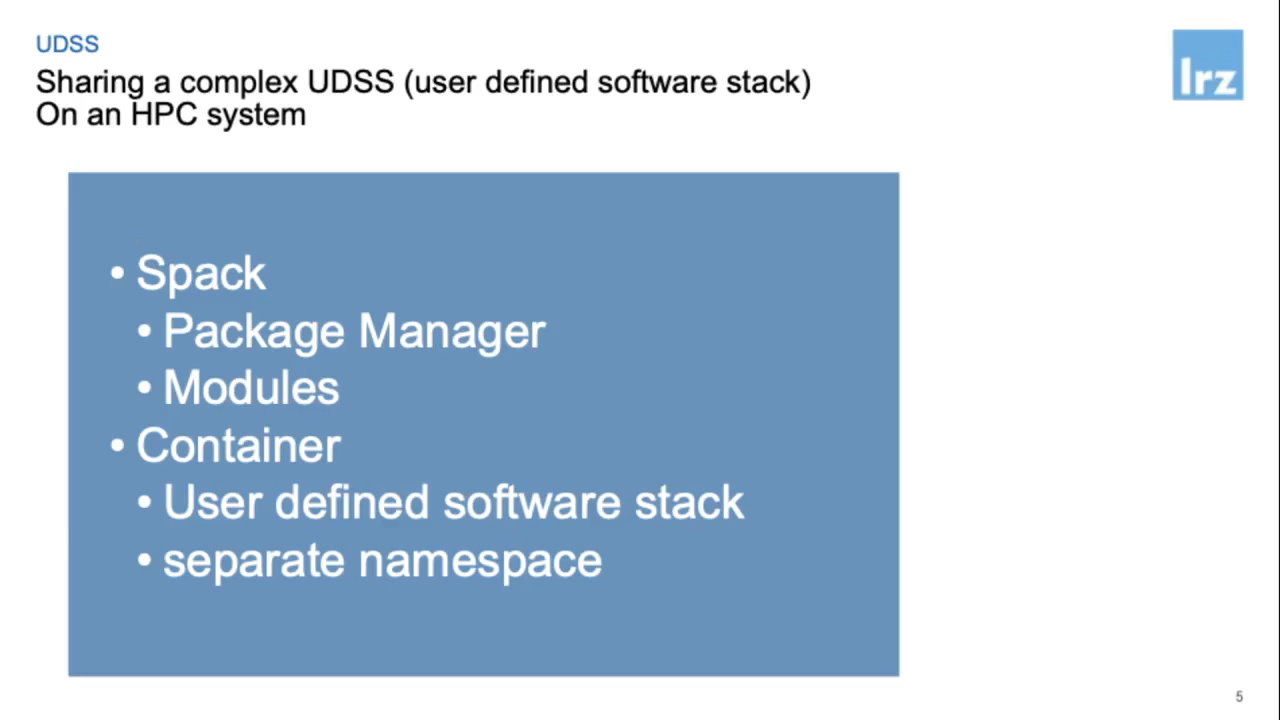 UDSS
Sharing a complex UDSS (user defined software stack)
On an HPC system
lrz
• Spack
• Package Manager
• Modules
• Container
• User defined software stack
• separate namespace
5